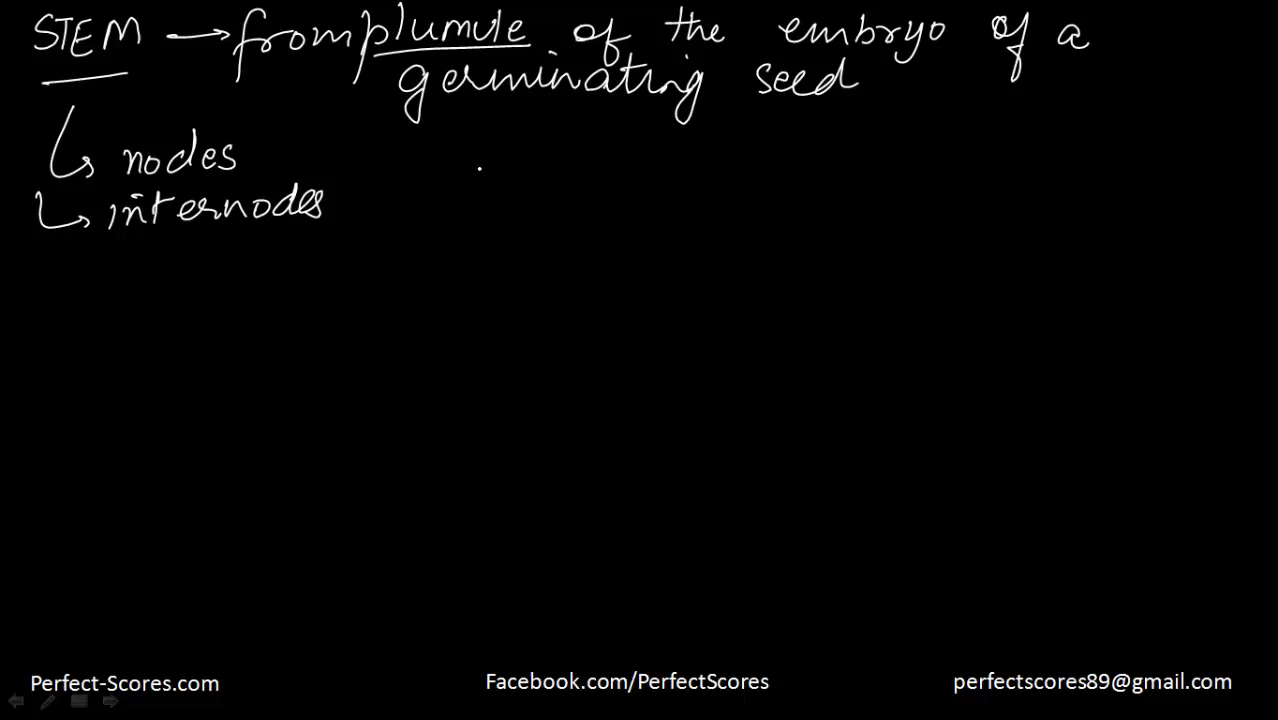 STEM → from plumule of the embryo of a
germinating seed
↳ nodes
↳ internodes
Perfect-Scores.com Facebook.com/PerfectScores perfectscores89@gmail.com